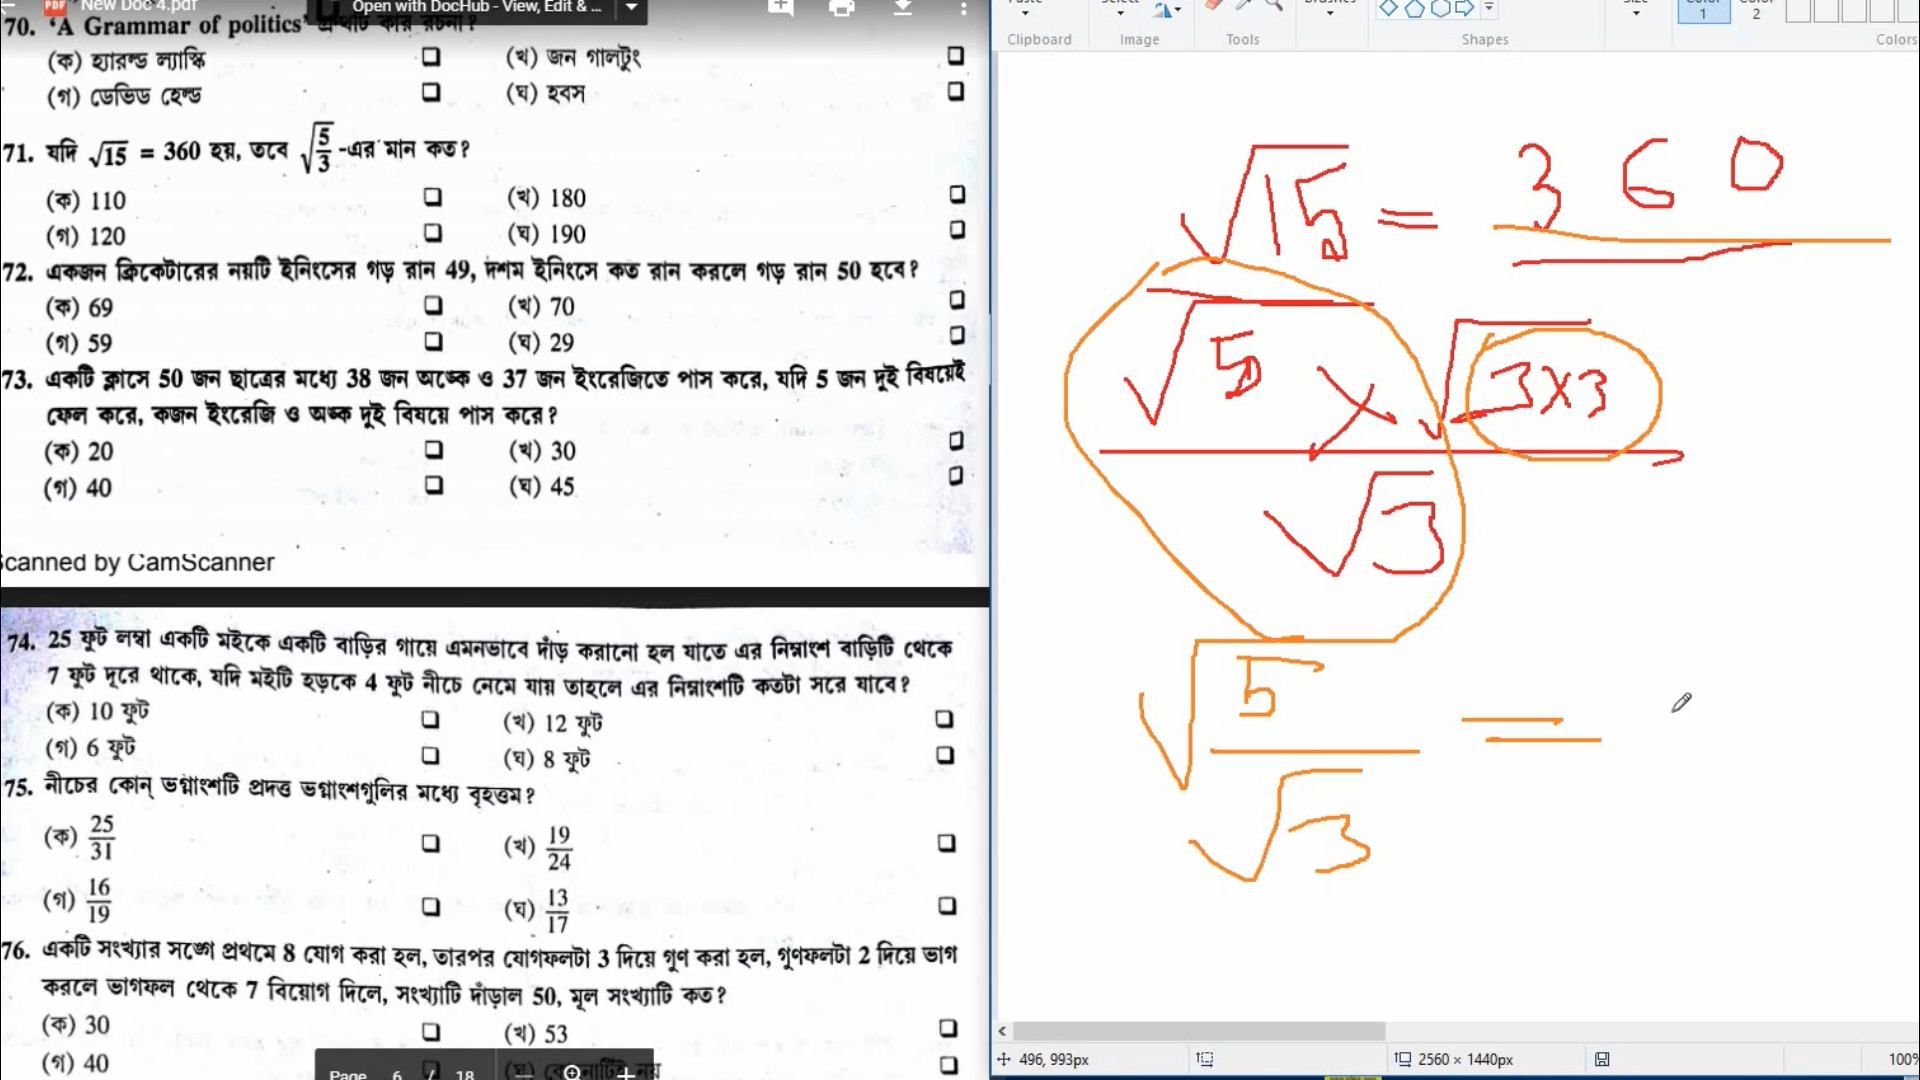 New Doc 4.pdf
Open with DocHub - View, Edit & ...
70. 'A Grammar of politics' গ্রন্থটি কার রচনা?
(ক) হ্যারল্ড ল্যাস্কি (খ) জন গালটুং
(গ) ডেভিড হেল্ড (ঘ) হবস
71. যদি √15 = 360 হয়, তবে √5/3 -এর মান কত?
(ক) 110 (খ) 180
(গ) 120 (ঘ) 190
72. একজন ক্রিকেটারের নয়টি ইনিংসের গড় রান 49, দশম ইনিংসে কত রান করলে গড় রান 50 হবে?
(ক) 69 (খ) 70
(গ) 59 (ঘ) 29
73. একটি ক্লাসে 50 জন ছাত্রের মধ্যে 38 জন অঙ্কে ও 37 জন ইংরেজিতে পাস করে, যদি 5 জন দুই বিষয়েই
ফেল করে, কজন ইংরেজি ও অঙ্ক দুই বিষয়ে পাস করে?
(ক) 20 (খ) 30
(গ) 40 (ঘ) 45
Scanned by CamScanner
74. 25 ফুট লম্বা একটি মইকে একটি বাড়ির গায়ে এমনভাবে দাঁড় করানো হল যাতে এর নিম্নাংশ বাড়িটি থেকে
7 ফুট দূরে থাকে, যদি মইটি হড়কে 4 ফুট নীচে নেমে যায় তাহলে এর নিম্নাংশটি কতটা সরে যাবে?
(ক) 10 ফুট (খ) 12 ফুট
(গ) 6 ফুট (ঘ) 8 ফুট
75. নীচের কোন্ ভগ্নাংশটি প্রদত্ত ভগ্নাংশগুলির মধ্যে বৃহত্তম?
(ক) 25/31 (খ) 19/24
(গ) 16/19 (ঘ) 13/17
76. একটি সংখ্যার সঙ্গে প্রথমে 8 যোগ করা হল, তারপর যোগফলটা 3 দিয়ে গুণ করা হল, গুণফলটা 2 দিয়ে ভাগ
করলে ভাগফল থেকে 7 বিয়োগ দিলে, সংখ্যাটি দাঁড়াল 50, মূল সংখ্যাটি কত?
(ক) 30 (খ) 53
(গ) 40
Page 6 / 18
Clipboard Image Tools Shapes Colors
1 2
√15 = 360
√5 × √3×3
√3
√5 =
√3
496, 993px 2560 × 1440px 100%